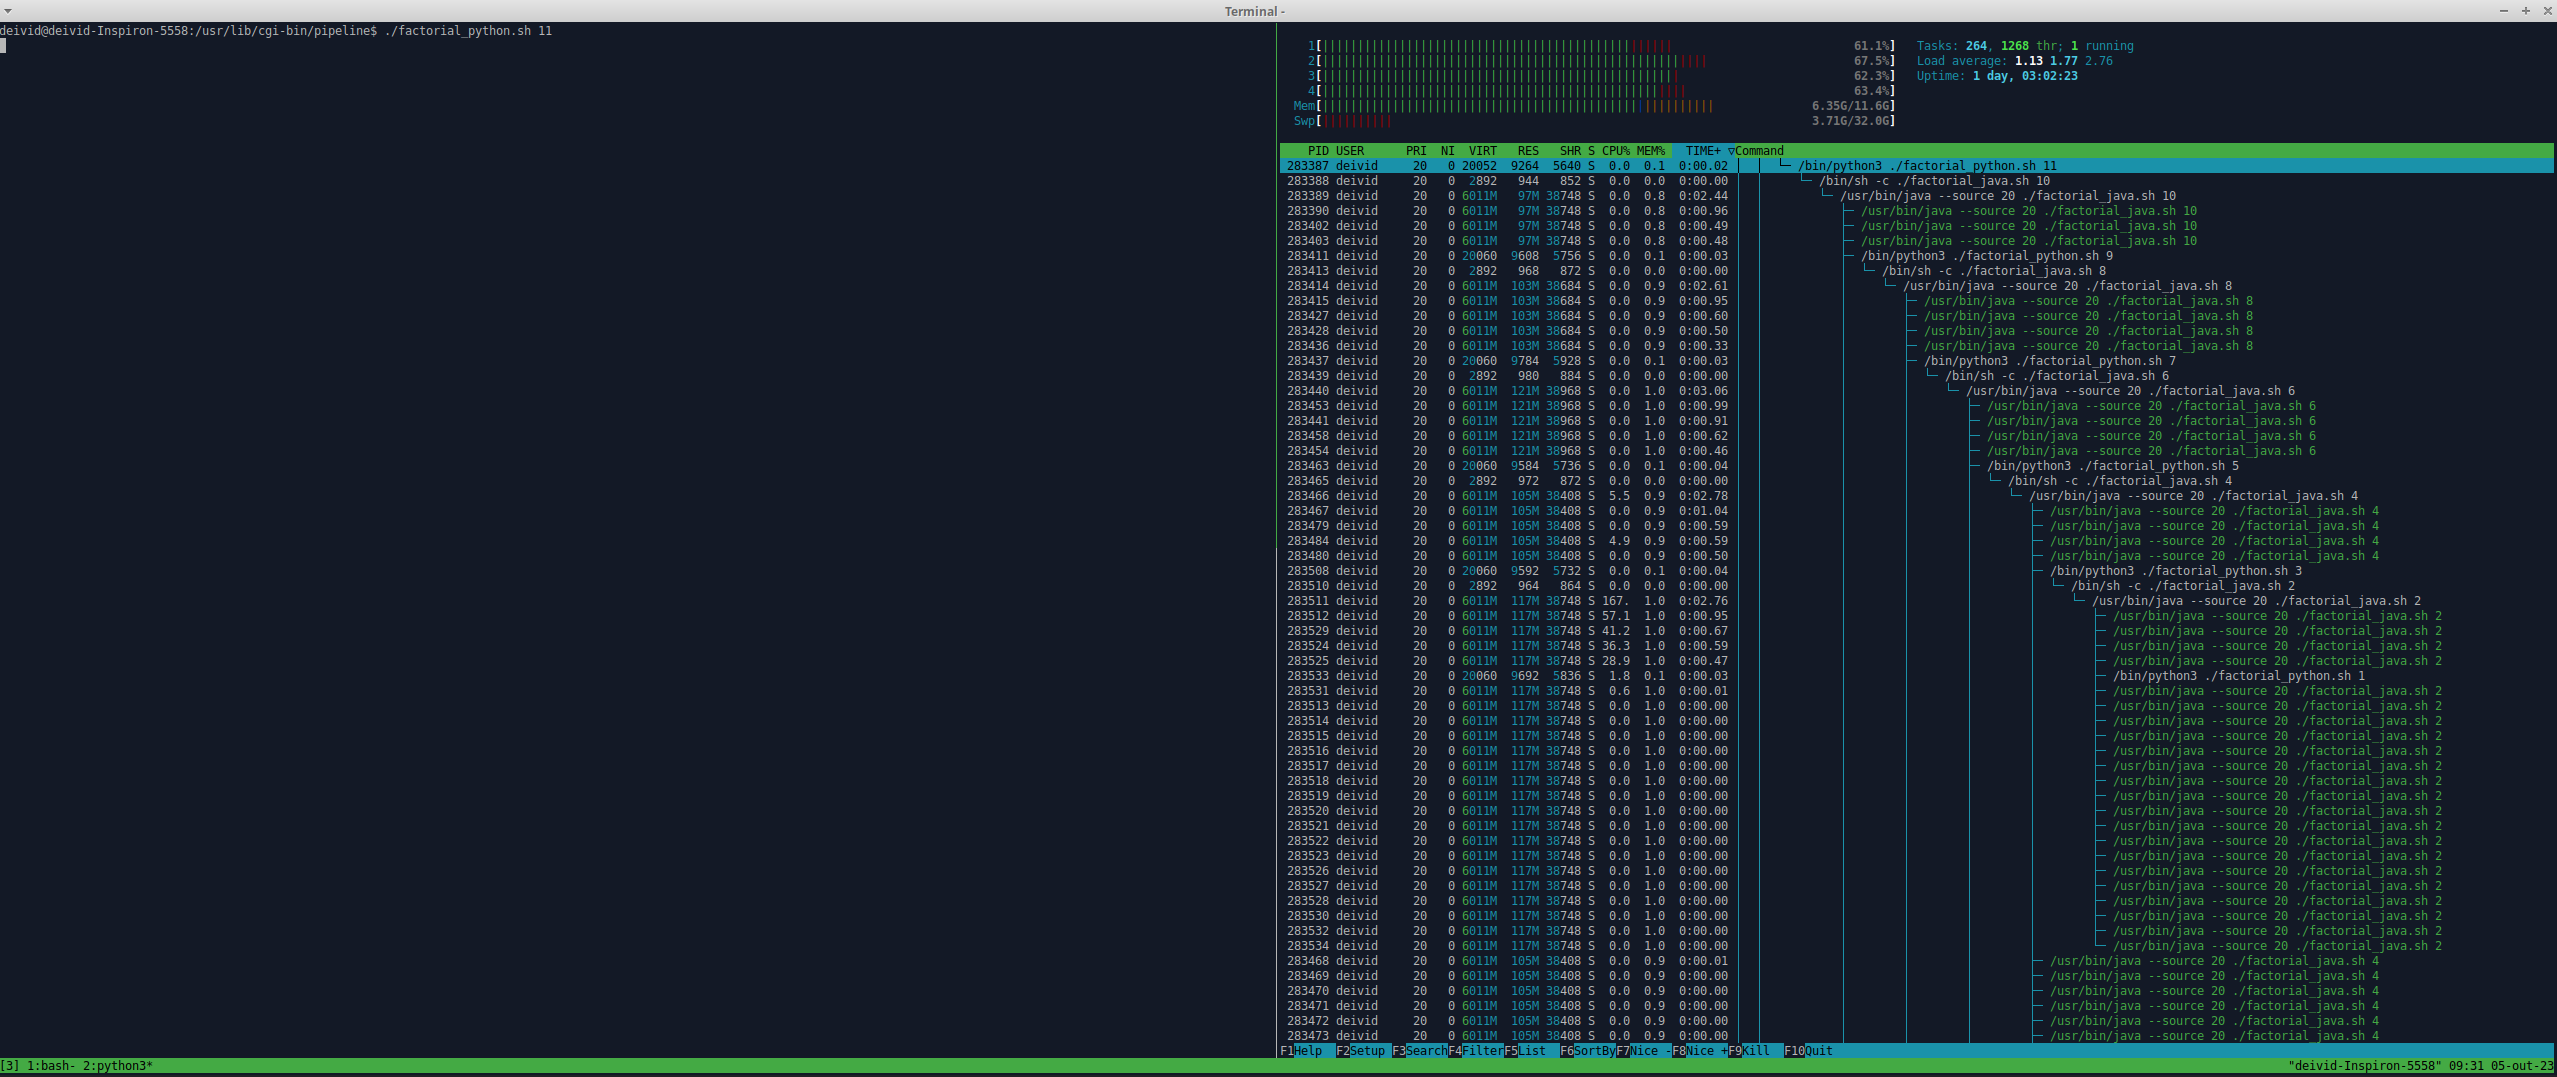 Terminal -
deivid@deivid-Inspiron-5558:/usr/lib/cgi-bin/pipeline$ ./factorial_python.sh 11
1[ 61.1%] Tasks: 264, 1268 thr; 1 running
2[ 67.5%] Load average: 1.13 1.77 2.76
3[ 62.3%] Uptime: 1 day, 03:02:23
4[ 63.4%]
Mem[ 6.35G/11.6G]
Swp[ 3.71G/32.0G]
PID USER PRI NI VIRT RES SHR S CPU% MEM% TIME+ ▽Command
283387 deivid 20 0 20052 9264 5640 S 0.0 0.1 0:00.02 /bin/python3 ./factorial_python.sh 11
283388 deivid 20 0 2892 944 852 S 0.0 0.0 0:00.00 /bin/sh -c ./factorial_java.sh 10
283389 deivid 20 0 6011M 97M 38748 S 0.0 0.8 0:02.44 /usr/bin/java --source 20 ./factorial_java.sh 10
283390 deivid 20 0 6011M 97M 38748 S 0.0 0.8 0:00.96 /usr/bin/java --source 20 ./factorial_java.sh 10
283402 deivid 20 0 6011M 97M 38748 S 0.0 0.8 0:00.49 /usr/bin/java --source 20 ./factorial_java.sh 10
283403 deivid 20 0 6011M 97M 38748 S 0.0 0.8 0:00.48 /usr/bin/java --source 20 ./factorial_java.sh 10
283411 deivid 20 0 20060 9608 5756 S 0.0 0.1 0:00.03 /bin/python3 ./factorial_python.sh 9
283413 deivid 20 0 2892 968 872 S 0.0 0.0 0:00.00 /bin/sh -c ./factorial_java.sh 8
283414 deivid 20 0 6011M 103M 38684 S 0.0 0.9 0:02.61 /usr/bin/java --source 20 ./factorial_java.sh 8
283415 deivid 20 0 6011M 103M 38684 S 0.0 0.9 0:00.95 /usr/bin/java --source 20 ./factorial_java.sh 8
283427 deivid 20 0 6011M 103M 38684 S 0.0 0.9 0:00.60 /usr/bin/java --source 20 ./factorial_java.sh 8
283428 deivid 20 0 6011M 103M 38684 S 0.0 0.9 0:00.50 /usr/bin/java --source 20 ./factorial_java.sh 8
283436 deivid 20 0 6011M 103M 38684 S 0.0 0.9 0:00.33 /usr/bin/java --source 20 ./factorial_java.sh 8
283437 deivid 20 0 20060 9784 5928 S 0.0 0.1 0:00.03 /bin/python3 ./factorial_python.sh 7
283439 deivid 20 0 2892 980 884 S 0.0 0.0 0:00.00 /bin/sh -c ./factorial_java.sh 6
283440 deivid 20 0 6011M 121M 38968 S 0.0 1.0 0:03.06 /usr/bin/java --source 20 ./factorial_java.sh 6
283453 deivid 20 0 6011M 121M 38968 S 0.0 1.0 0:00.99 /usr/bin/java --source 20 ./factorial_java.sh 6
283441 deivid 20 0 6011M 121M 38968 S 0.0 1.0 0:00.91 /usr/bin/java --source 20 ./factorial_java.sh 6
283458 deivid 20 0 6011M 121M 38968 S 0.0 1.0 0:00.62 /usr/bin/java --source 20 ./factorial_java.sh 6
283454 deivid 20 0 6011M 121M 38968 S 0.0 1.0 0:00.46 /usr/bin/java --source 20 ./factorial_java.sh 6
283463 deivid 20 0 20060 9584 5736 S 0.0 0.1 0:00.04 /bin/python3 ./factorial_python.sh 5
283465 deivid 20 0 2892 972 872 S 0.0 0.0 0:00.00 /bin/sh -c ./factorial_java.sh 4
283466 deivid 20 0 6011M 105M 38408 S 5.5 0.9 0:02.78 /usr/bin/java --source 20 ./factorial_java.sh 4
283467 deivid 20 0 6011M 105M 38408 S 0.0 0.9 0:01.04 /usr/bin/java --source 20 ./factorial_java.sh 4
283479 deivid 20 0 6011M 105M 38408 S 0.0 0.9 0:00.59 /usr/bin/java --source 20 ./factorial_java.sh 4
283484 deivid 20 0 6011M 105M 38408 S 4.9 0.9 0:00.59 /usr/bin/java --source 20 ./factorial_java.sh 4
283480 deivid 20 0 6011M 105M 38408 S 0.0 0.9 0:00.50 /usr/bin/java --source 20 ./factorial_java.sh 4
283508 deivid 20 0 20060 9592 5732 S 0.0 0.1 0:00.04 /bin/python3 ./factorial_python.sh 3
283510 deivid 20 0 2892 964 864 S 0.0 0.0 0:00.00 /bin/sh -c ./factorial_java.sh 2
283511 deivid 20 0 6011M 117M 38748 S 167. 1.0 0:02.76 /usr/bin/java --source 20 ./factorial_java.sh 2
283512 deivid 20 0 6011M 117M 38748 S 57.1 1.0 0:00.95 /usr/bin/java --source 20 ./factorial_java.sh 2
283529 deivid 20 0 6011M 117M 38748 S 41.2 1.0 0:00.67 /usr/bin/java --source 20 ./factorial_java.sh 2
283524 deivid 20 0 6011M 117M 38748 S 36.3 1.0 0:00.59 /usr/bin/java --source 20 ./factorial_java.sh 2
283525 deivid 20 0 6011M 117M 38748 S 28.9 1.0 0:00.47 /usr/bin/java --source 20 ./factorial_java.sh 2
283533 deivid 20 0 20060 9692 5836 S 1.8 0.1 0:00.03 /bin/python3 ./factorial_python.sh 1
283531 deivid 20 0 6011M 117M 38748 S 0.6 1.0 0:00.01 /usr/bin/java --source 20 ./factorial_java.sh 2
283513 deivid 20 0 6011M 117M 38748 S 0.0 1.0 0:00.00 /usr/bin/java --source 20 ./factorial_java.sh 2
283514 deivid 20 0 6011M 117M 38748 S 0.0 1.0 0:00.00 /usr/bin/java --source 20 ./factorial_java.sh 2
283515 deivid 20 0 6011M 117M 38748 S 0.0 1.0 0:00.00 /usr/bin/java --source 20 ./factorial_java.sh 2
283516 deivid 20 0 6011M 117M 38748 S 0.0 1.0 0:00.00 /usr/bin/java --source 20 ./factorial_java.sh 2
283517 deivid 20 0 6011M 117M 38748 S 0.0 1.0 0:00.00 /usr/bin/java --source 20 ./factorial_java.sh 2
283518 deivid 20 0 6011M 117M 38748 S 0.0 1.0 0:00.00 /usr/bin/java --source 20 ./factorial_java.sh 2
283519 deivid 20 0 6011M 117M 38748 S 0.0 1.0 0:00.00 /usr/bin/java --source 20 ./factorial_java.sh 2
283520 deivid 20 0 6011M 117M 38748 S 0.0 1.0 0:00.00 /usr/bin/java --source 20 ./factorial_java.sh 2
283521 deivid 20 0 6011M 117M 38748 S 0.0 1.0 0:00.00 /usr/bin/java --source 20 ./factorial_java.sh 2
283522 deivid 20 0 6011M 117M 38748 S 0.0 1.0 0:00.00 /usr/bin/java --source 20 ./factorial_java.sh 2
283523 deivid 20 0 6011M 117M 38748 S 0.0 1.0 0:00.00 /usr/bin/java --source 20 ./factorial_java.sh 2
283526 deivid 20 0 6011M 117M 38748 S 0.0 1.0 0:00.00 /usr/bin/java --source 20 ./factorial_java.sh 2
283527 deivid 20 0 6011M 117M 38748 S 0.0 1.0 0:00.00 /usr/bin/java --source 20 ./factorial_java.sh 2
283528 deivid 20 0 6011M 117M 38748 S 0.0 1.0 0:00.00 /usr/bin/java --source 20 ./factorial_java.sh 2
283530 deivid 20 0 6011M 117M 38748 S 0.0 1.0 0:00.00 /usr/bin/java --source 20 ./factorial_java.sh 2
283532 deivid 20 0 6011M 117M 38748 S 0.0 1.0 0:00.00 /usr/bin/java --source 20 ./factorial_java.sh 2
283534 deivid 20 0 6011M 117M 38748 S 0.0 1.0 0:00.00 /usr/bin/java --source 20 ./factorial_java.sh 2
283468 deivid 20 0 6011M 105M 38408 S 0.0 0.9 0:00.01 /usr/bin/java --source 20 ./factorial_java.sh 4
283469 deivid 20 0 6011M 105M 38408 S 0.0 0.9 0:00.00 /usr/bin/java --source 20 ./factorial_java.sh 4
283470 deivid 20 0 6011M 105M 38408 S 0.0 0.9 0:00.00 /usr/bin/java --source 20 ./factorial_java.sh 4
283471 deivid 20 0 6011M 105M 38408 S 0.0 0.9 0:00.00 /usr/bin/java --source 20 ./factorial_java.sh 4
283472 deivid 20 0 6011M 105M 38408 S 0.0 0.9 0:00.00 /usr/bin/java --source 20 ./factorial_java.sh 4
283473 deivid 20 0 6011M 105M 38408 S 0.0 0.9 0:00.00 /usr/bin/java --source 20 ./factorial_java.sh 4
F1Help F2Setup F3SearchF4FilterF5List F6SortByF7Nice -F8Nice +F9Kill F10Quit
[3] 1:bash- 2:python3* "deivid-Inspiron-5558" 09:31 05-out-23